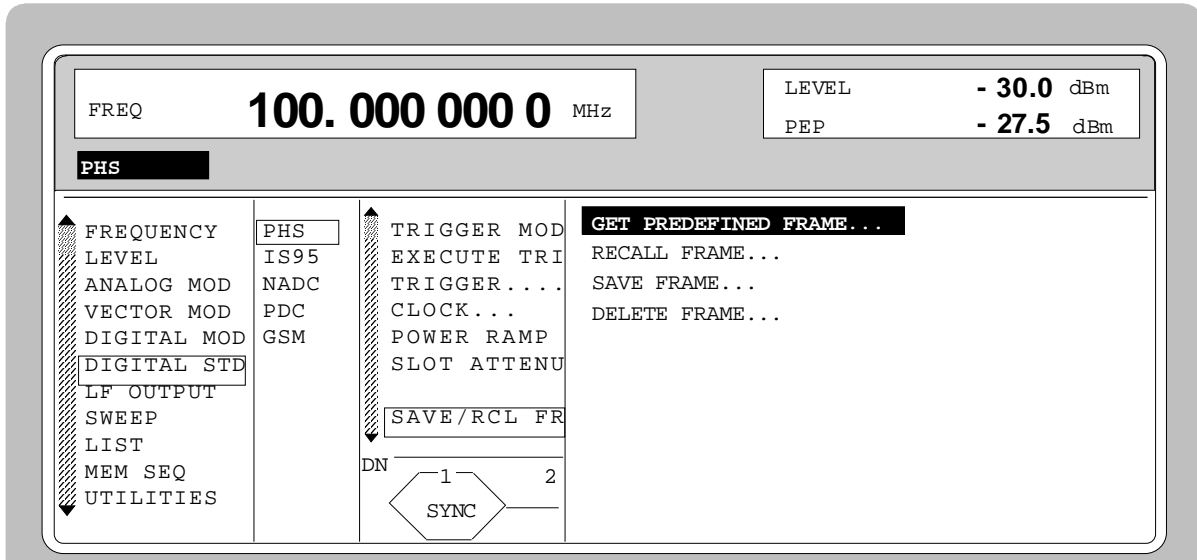 FREQ 100. 000 000 0 MHz
LEVEL - 30.0 dBm
PEP - 27.5 dBm
PHS
FREQUENCY
LEVEL
ANALOG MOD
VECTOR MOD
DIGITAL MOD
DIGITAL STD
LF OUTPUT
SWEEP
LIST
MEM SEQ
UTILITIES
PHS
IS95
NADC
PDC
GSM
TRIGGER MOD
EXECUTE TRI
TRIGGER....
CLOCK...
POWER RAMP
SLOT ATTENU
SAVE/RCL FR
DN 1 2
SYNC
GET PREDEFINED FRAME...
RECALL FRAME...
SAVE FRAME...
DELETE FRAME...